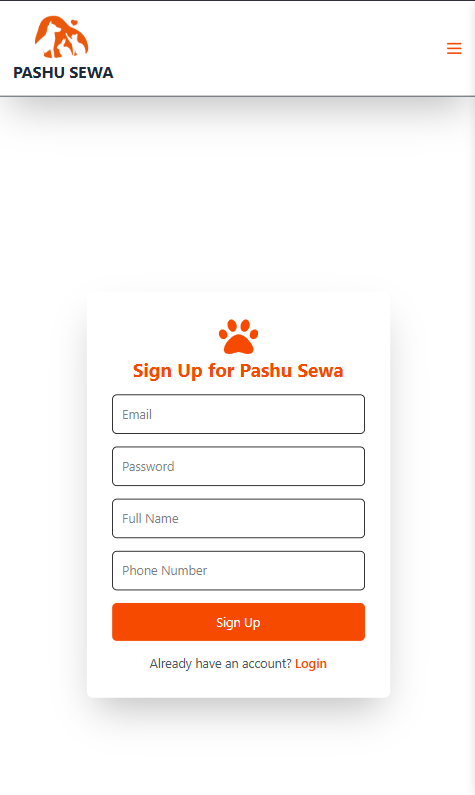 PASHU SEWA
Sign Up for Pashu Sewa
Email
Password
Full Name
Phone Number
Sign Up
Already have an account? Login